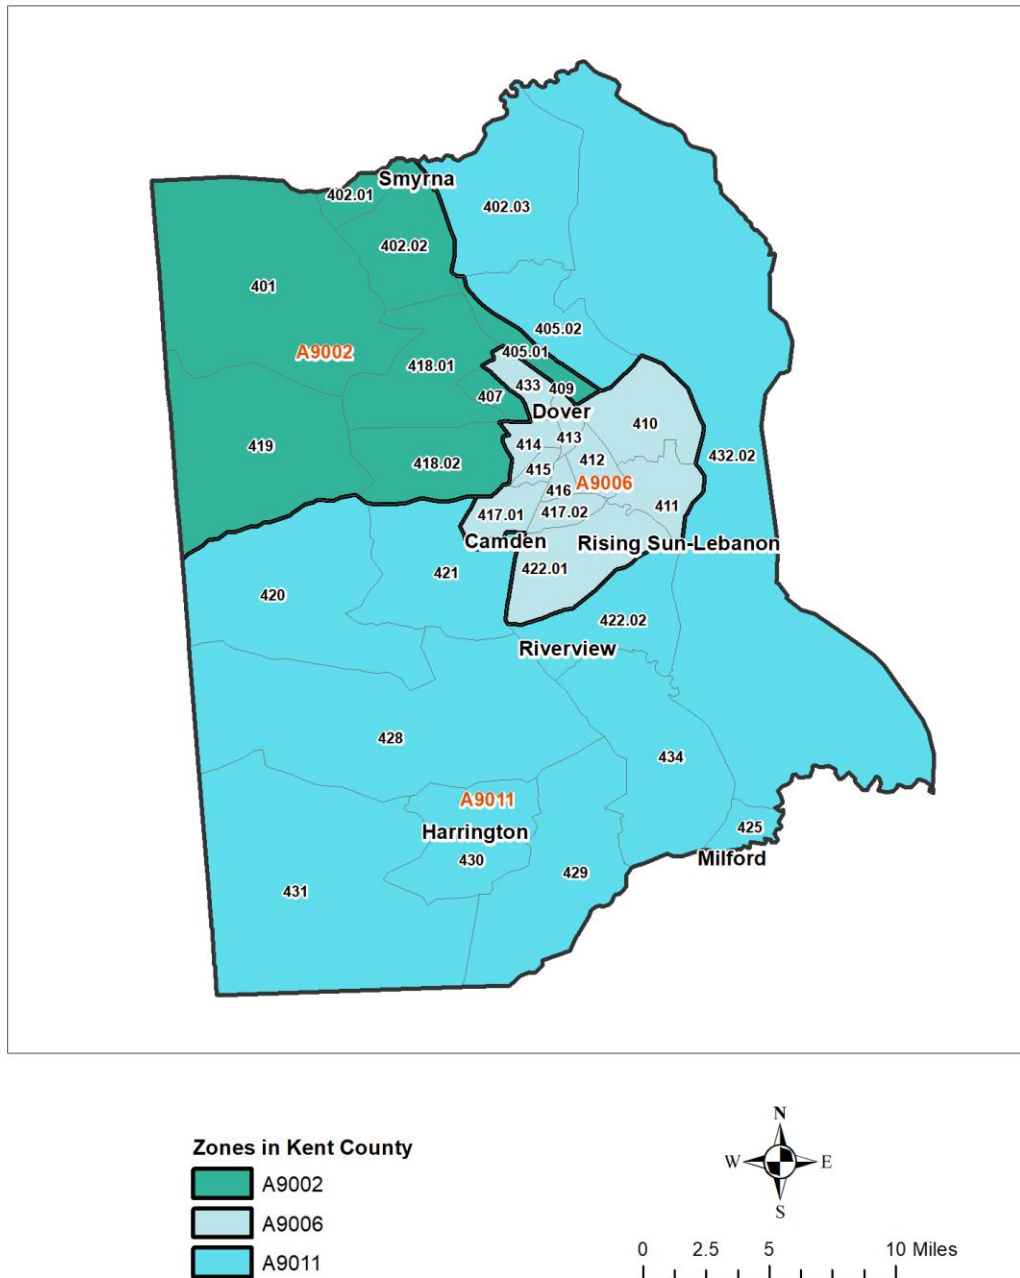 Smyrna
402.01
402.03
402.02
401
405.02
A9002
405.01
418.01
433
409
407
Dover
410
413
414
419
432.02
412
418.02
415
A9006
416
411
417.01
417.02
Camden
Rising Sun-Lebanon
422.01
421
420
422.02
Riverview
428
434
A9011
425
Harrington
Milford
430
429
431
Zones in Kent County
A9002
A9006
A9011
N
W
E
S
0 2.5 5 10 Miles